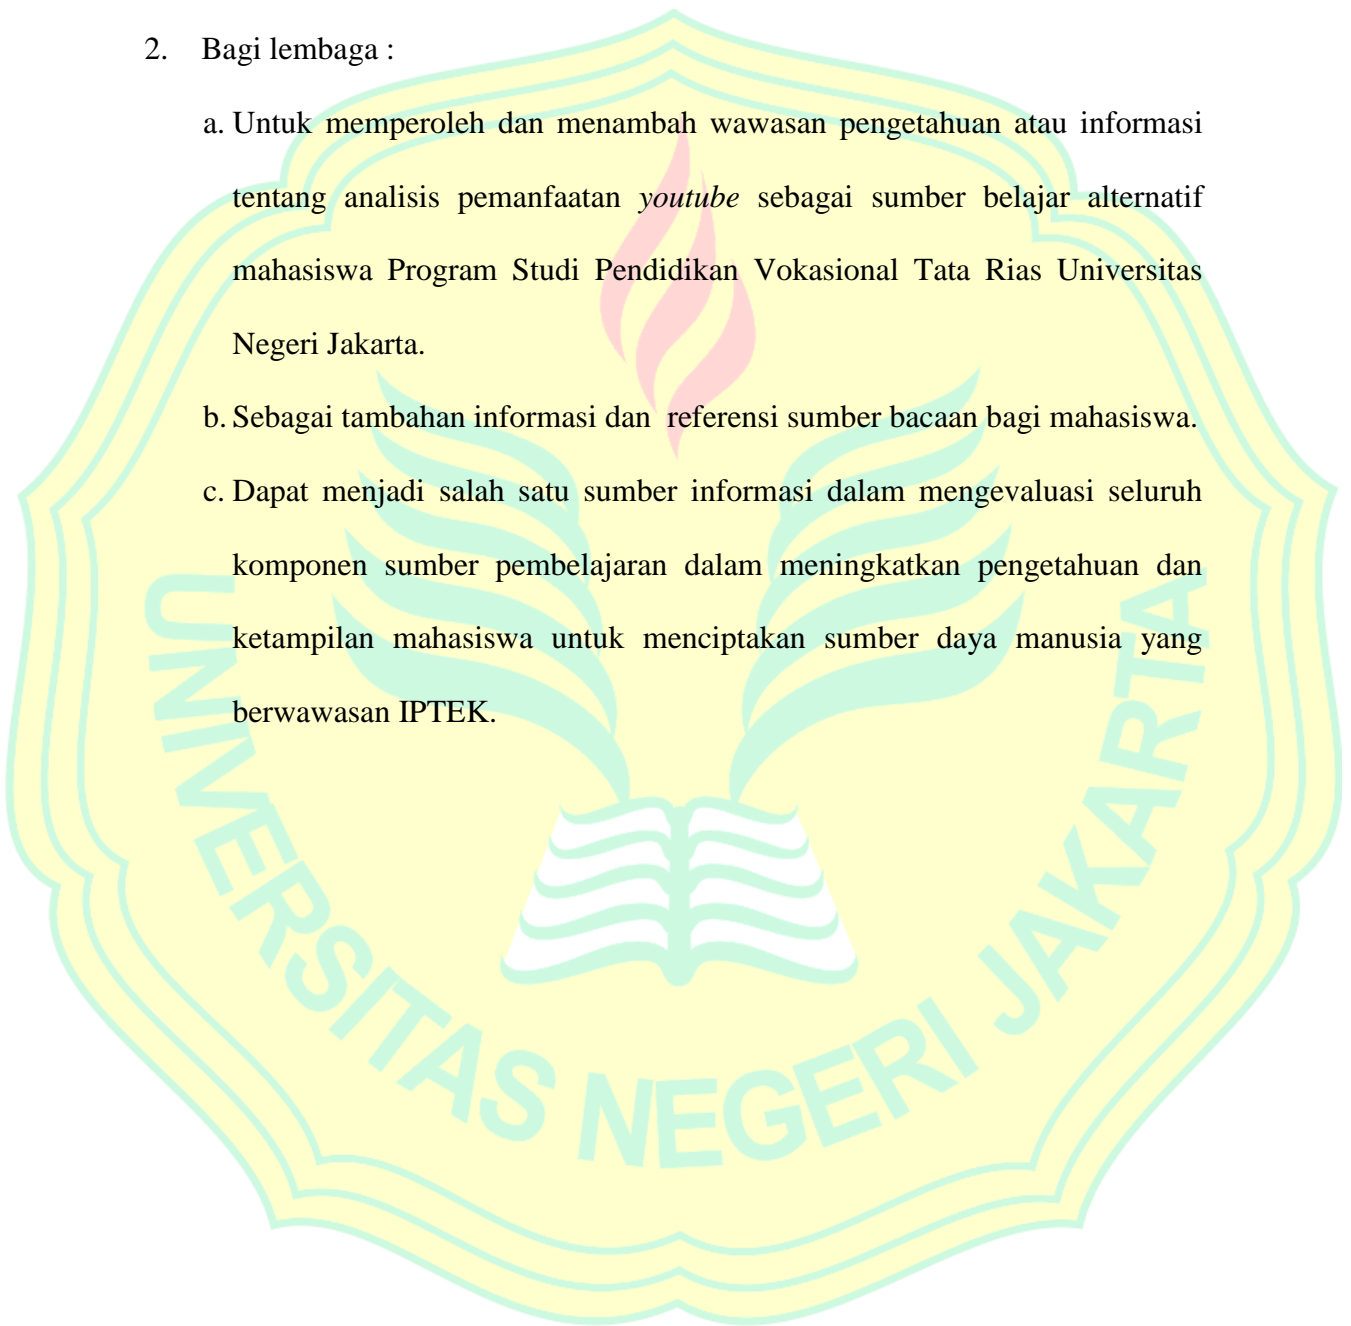 2. Bagi lembaga :
a. Untuk memperoleh dan menambah wawasan pengetahuan atau informasi
tentang analisis pemanfaatan youtube sebagai sumber belajar alternatif
mahasiswa Program Studi Pendidikan Vokasional Tata Rias Universitas
Negeri Jakarta.
b. Sebagai tambahan informasi dan referensi sumber bacaan bagi mahasiswa.
c. Dapat menjadi salah satu sumber informasi dalam mengevaluasi seluruh
komponen sumber pembelajaran dalam meningkatkan pengetahuan dan
ketampilan mahasiswa untuk menciptakan sumber daya manusia yang
berwawasan IPTEK.
UNIVERSITAS NEGERI JAKARTA